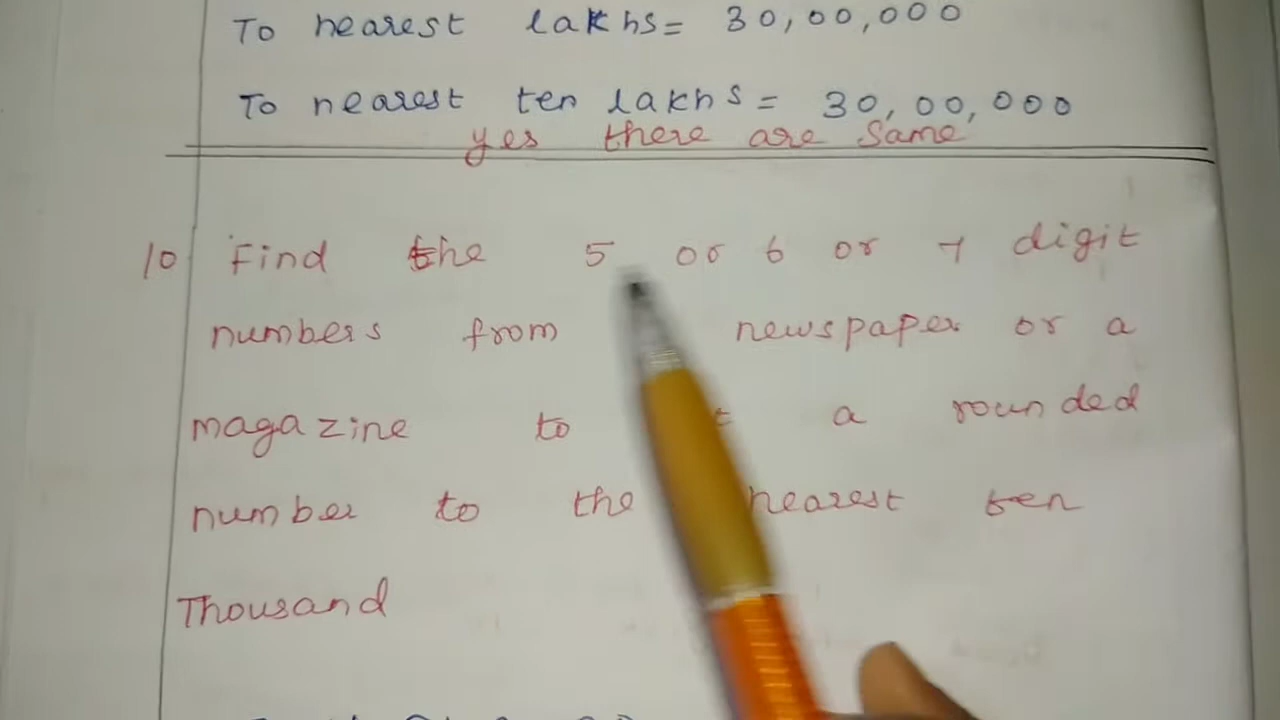 To nearest lakhs = 30,00,000
To nearest ten lakhs = 30,00,000
yes there are same
10 Find the 5 or 6 or 7 digit
numbers from newspaper or a
magazine to a rounded
number to the nearest ten
Thousand